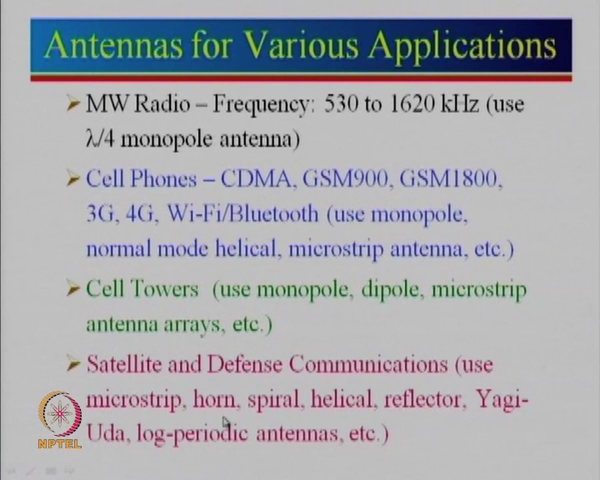 Antennas for Various Applications
MW Radio – Frequency: 530 to 1620 kHz (use
λ/4 monopole antenna)
Cell Phones – CDMA, GSM900, GSM1800,
3G, 4G, Wi-Fi/Bluetooth (use monopole,
normal mode helical, microstrip antenna, etc.)
Cell Towers (use monopole, dipole, microstrip
antenna arrays, etc.)
Satellite and Defense Communications (use
microstrip, horn, spiral, helical, reflector, Yagi-
Uda, log-periodic antennas, etc.)
NPTEL